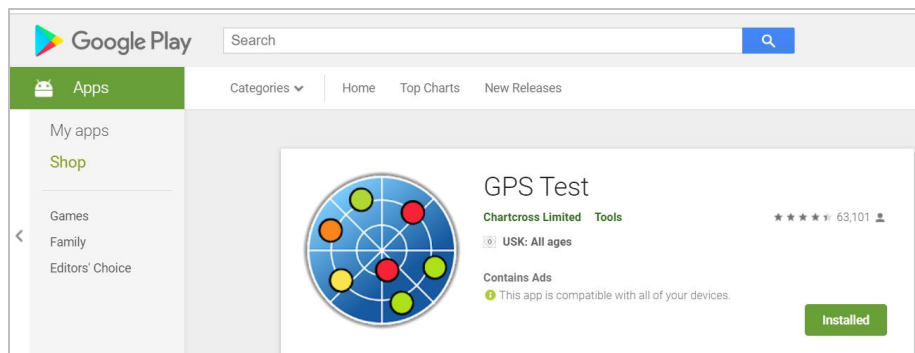 Google Play
Search
Apps
Categories Home Top Charts New Releases
My apps
Shop
Games
Family
Editors' Choice
GPS Test
Chartcross Limited Tools
63,101
0 USK: All ages
Contains Ads
This app is compatible with all of your devices.
Installed